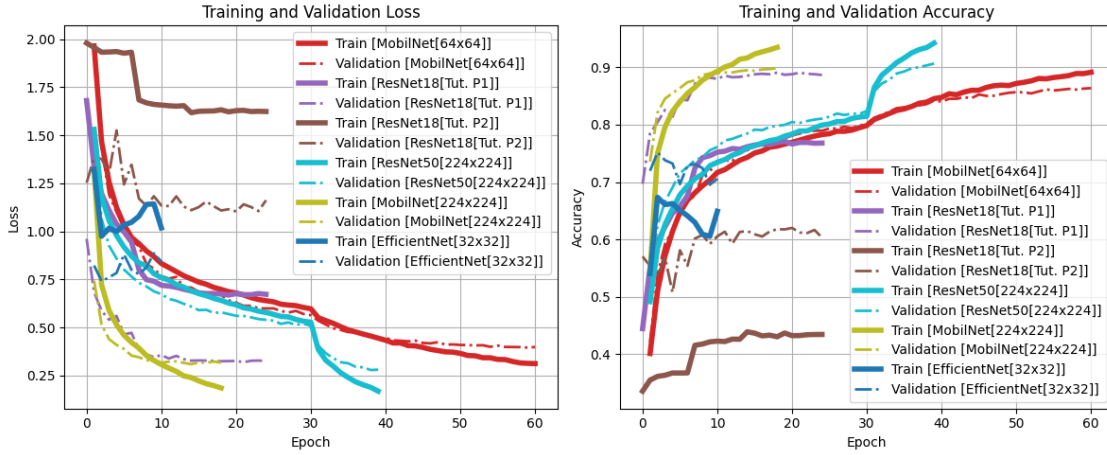 Training and Validation Loss
2.00
1.75
1.50
1.25
1.00
0.75
0.50
0.25
Loss
0
10
20
30
40
50
60
Epoch
Train [MobilNet[64x64]]
Validation [MobilNet[64x64]]
Train [ResNet18[Tut. P1]
Validation [ResNet18[Tut. P1]
Train [ResNet18[Tut. P2]
Validation [ResNet18[Tut. P2]
Train [ResNet50[224x224]]
Validation [ResNet50[224x224]]
Train [MobilNet[224x224]]
Validation [MobilNet[224x224]]
Train [EfficientNet[32x32]]
Validation [EfficientNet[32x32]]
Training and Validation Accuracy
0.9
0.8
0.7
0.6
0.5
0.4
Accuracy
0
10
20
30
40
50
60
Epoch
Train [MobilNet[64x64]]
Validation [MobilNet[64x64]]
Train [ResNet18[Tut. P1]
Validation [ResNet18[Tut. P1]
Train [ResNet18[Tut. P2]
Validation [ResNet18[Tut. P2]
Train [ResNet50[224x224]]
Validation [ResNet50[224x224]]
Train [MobilNet[224x224]]
Validation [MobilNet[224x224]]
Train [EfficientNet[32x32]]
Validation [EfficientNet[32x32]]